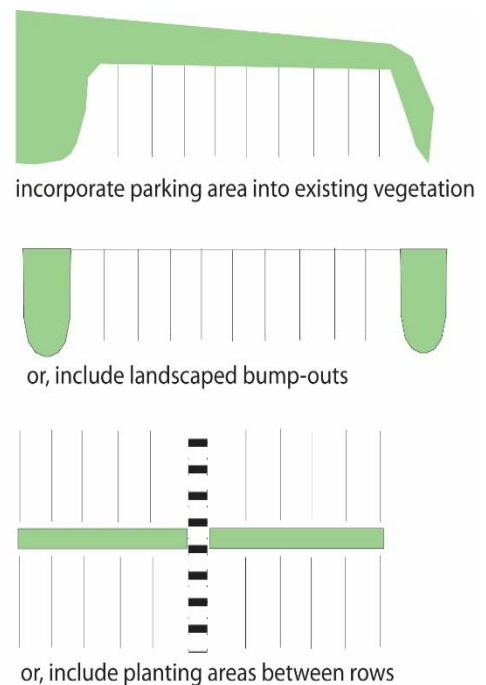 incorporate parking area into existing vegetation
or, include landscaped bump-outs
or, include planting areas between rows